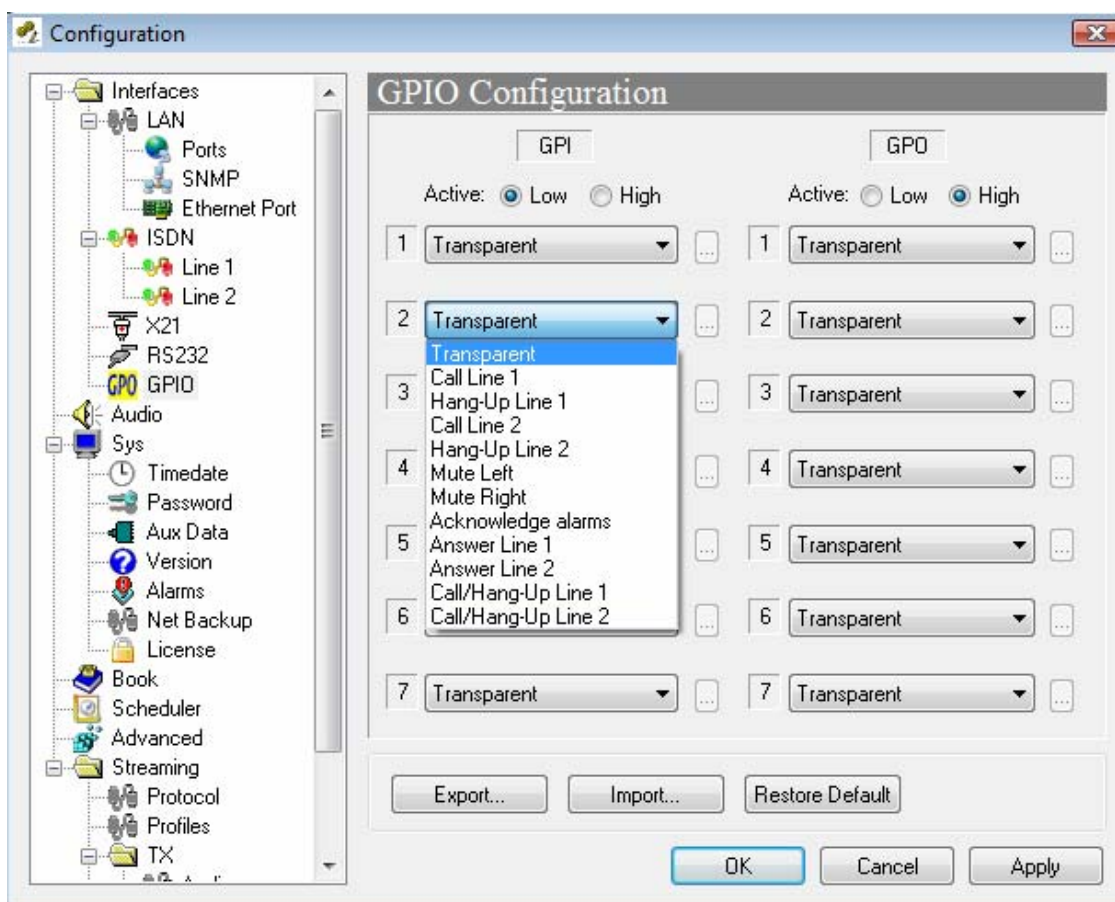 Configuration
Interfaces
LAN
Ports
SNMP
Ethernet Port
ISDN
Line 1
Line 2
X21
RS232
GPO GPIO
Audio
Sys
Timedate
Password
Aux Data
Version
Alarms
Net Backup
License
Book
Scheduler
Advanced
Streaming
Protocol
Profiles
TX
GPIO Configuration
GPI GPO
Active: Low High Active: Low High
1 Transparent ... 1 Transparent ...
2 Transparent ... 2 Transparent ...
Transparent
Call Line 1
Hang-Up Line 1
Call Line 2
Hang-Up Line 2
Mute Left
Mute Right
Acknowledge alarms
Answer Line 1
Answer Line 2
Call/Hang-Up Line 1
Call/Hang-Up Line 2
3 ... 3 Transparent ...
4 ... 4 Transparent ...
5 ... 5 Transparent ...
6 ... 6 Transparent ...
7 Transparent ... 7 Transparent ...
Export... Import... Restore Default
OK Cancel Apply